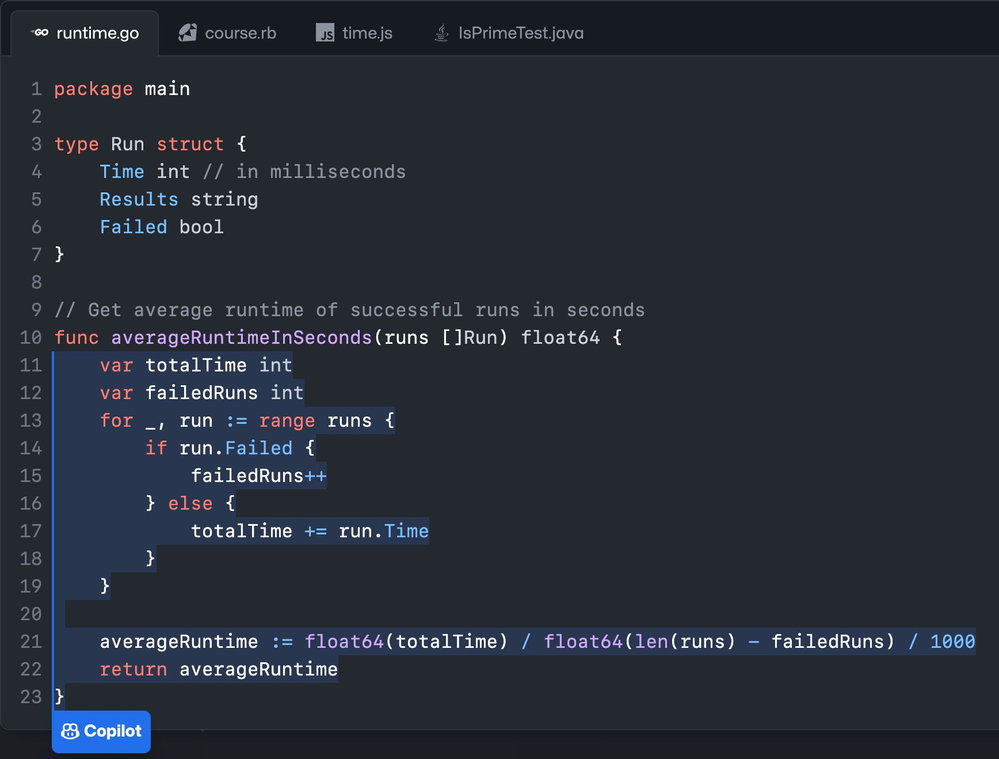 GO runtime.go
course.rb
JS time.js
IsPrimeTest.java
1 package main
2
3 type Run struct {
4     Time int // in milliseconds
5     Results string
6     Failed bool
7 }
8
9 // Get average runtime of successful runs in seconds
10 func averageRuntimeInSeconds(runs []Run) float64 {
11     var totalTime int
12     var failedRuns int
13     for _, run := range runs {
14         if run.Failed {
15             failedRuns++
16         } else {
17             totalTime += run.Time
18         }
19     }
20
21     averageRuntime := float64(totalTime) / float64(len(runs) - failedRuns) / 1000
22     return averageRuntime
23 }
Copilot